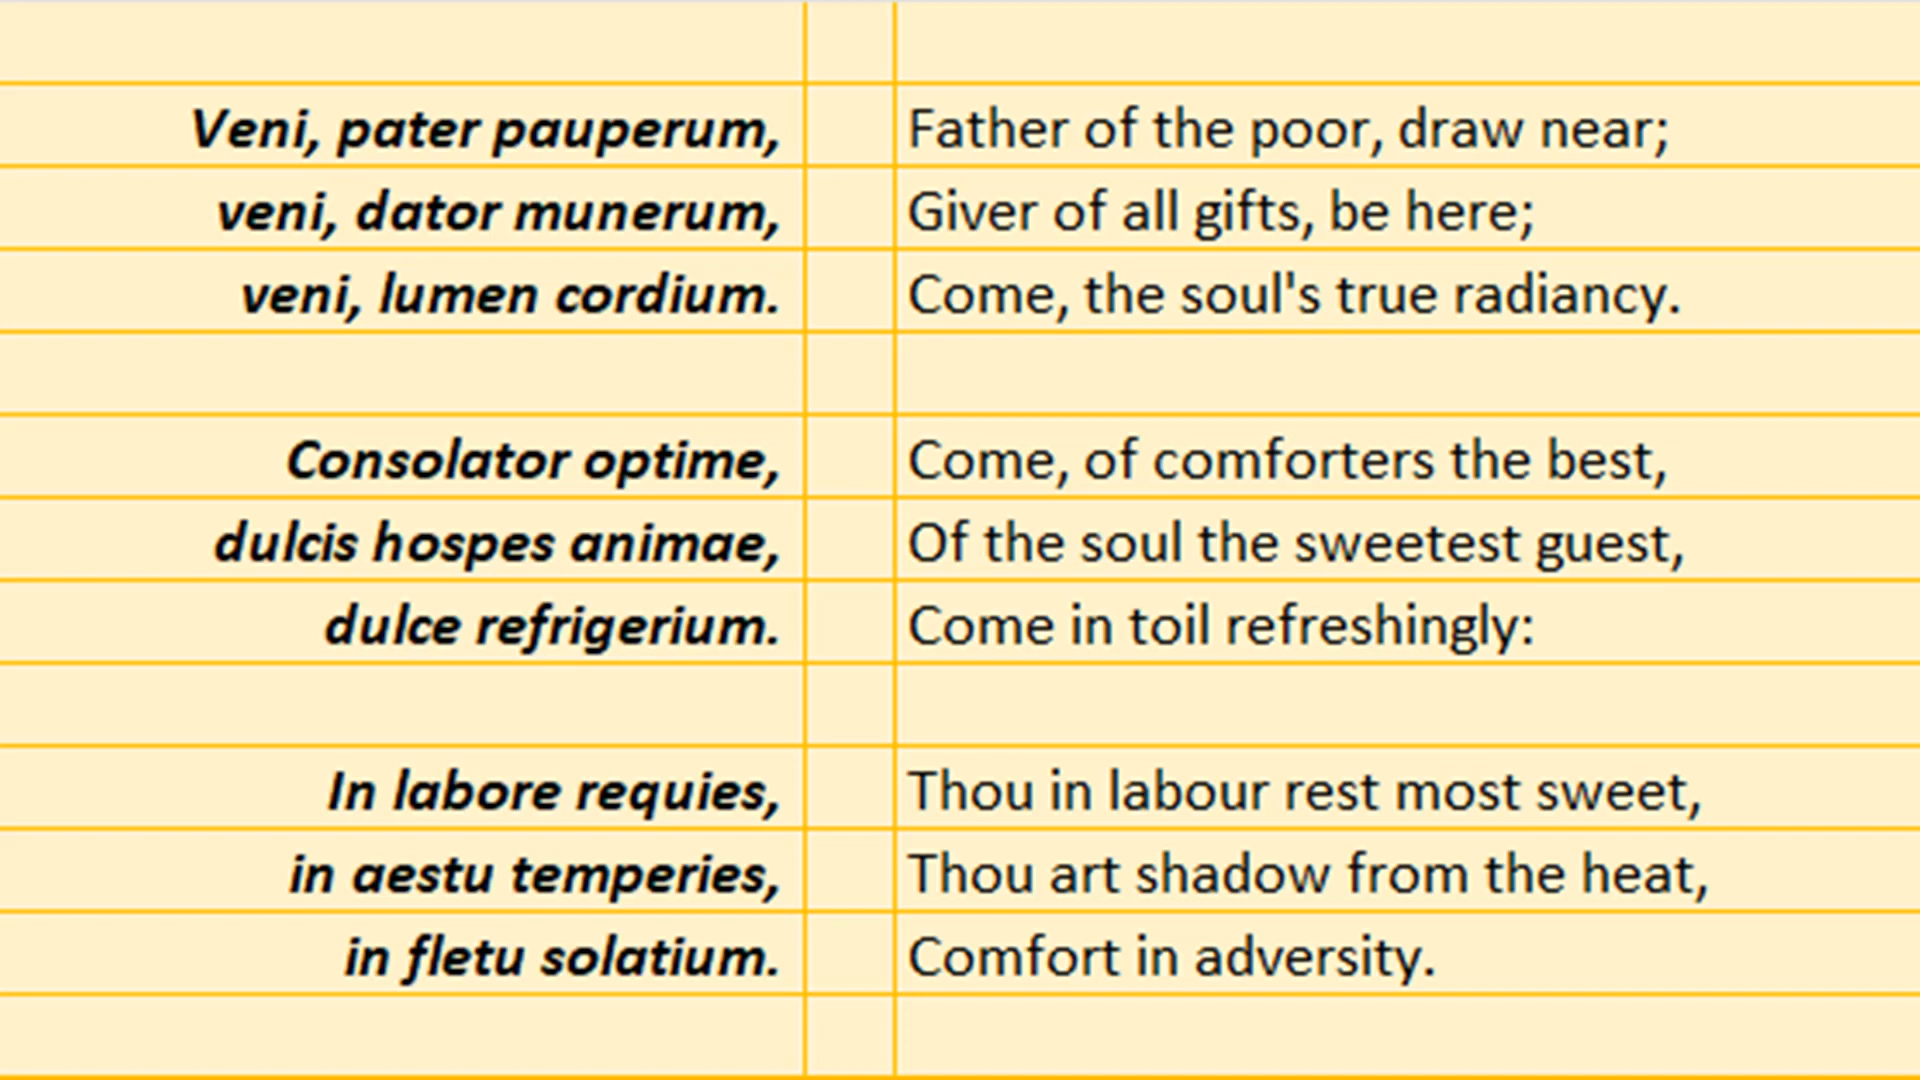 Veni, pater pauperum, Father of the poor, draw near;
veni, dator munerum, Giver of all gifts, be here;
veni, lumen cordium. Come, the soul's true radiancy.
Consolator optime, Come, of comforters the best,
dulcis hospes animae, Of the soul the sweetest guest,
dulce refrigerium. Come in toil refreshingly:
In labore requies, Thou in labour rest most sweet,
in aestu temperies, Thou art shadow from the heat,
in fletu solatium. Comfort in adversity.